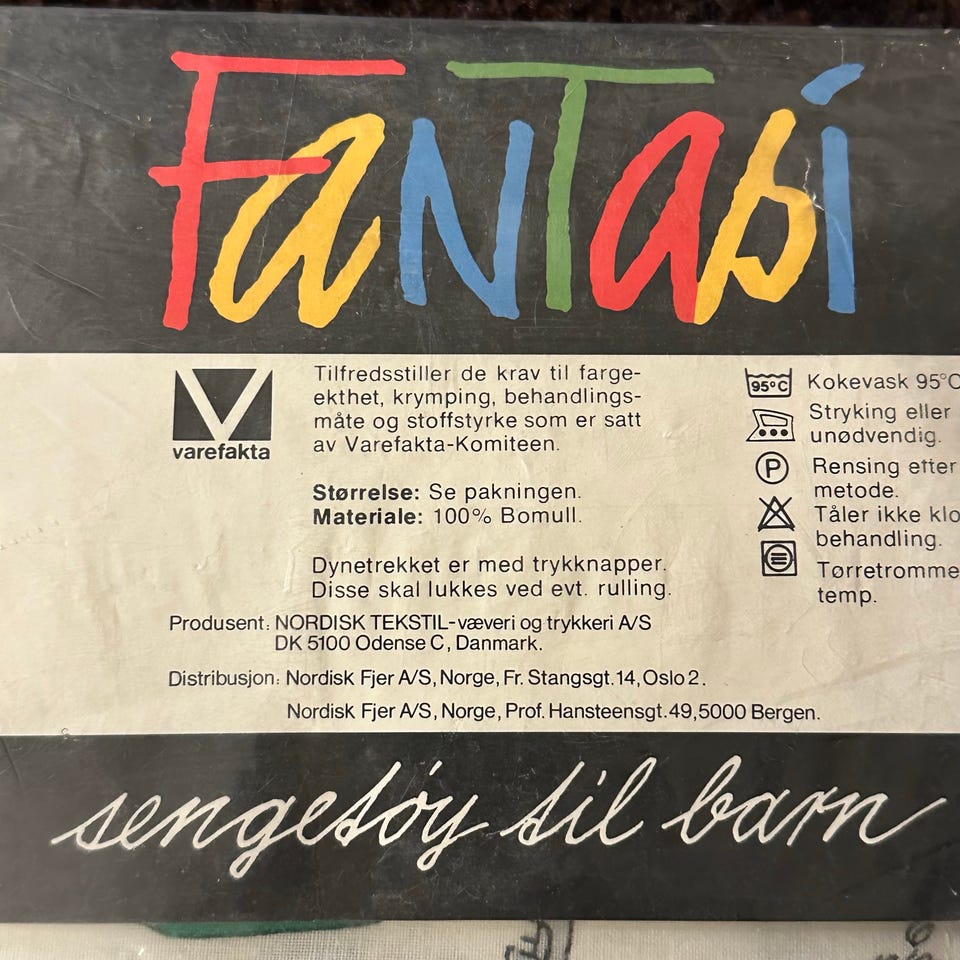 FanTasi
Tilfredsstiller de krav til farge-
ekthet, krymping, behandlings-
måte og stoffstyrke som er satt
av Varefakta-Komiteen.
varefakta
Størrelse: Se pakningen.
Materiale: 100% Bomull.
Dynetrekket er med trykknapper.
Disse skal lukkes ved evt. rulling.
95°C Kokevask 95°C
Stryking eller
unødvendig.
P Rensing etter
metode.
Tåler ikke klo
behandling.
Tørretromme
temp.
Produsent: NORDISK TEKSTIL-væveri og trykkeri A/S
DK 5100 Odense C, Danmark.
Distribusjon: Nordisk Fjer A/S, Norge, Fr. Stangsgt. 14, Oslo 2.
Nordisk Fjer A/S, Norge, Prof. Hansteensgt. 49, 5000 Bergen.
sengetøy til barn